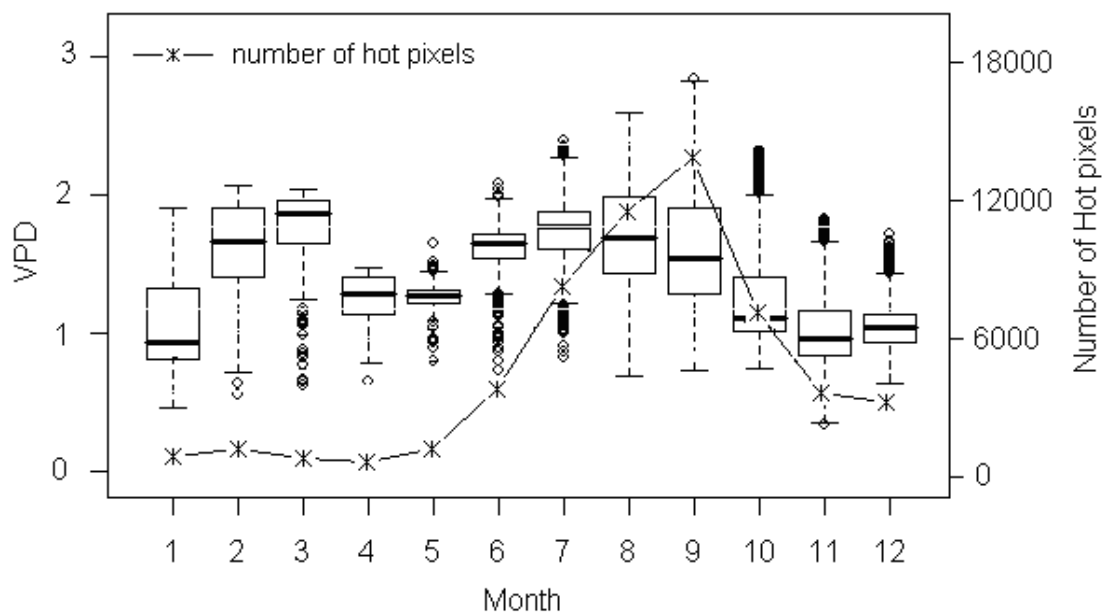 number of hot pixels
3
2
1
0
VPD
18000
12000
6000
0
Number of Hot pixels
1 2 3 4 5 6 7 8 9 10 11 12
Month